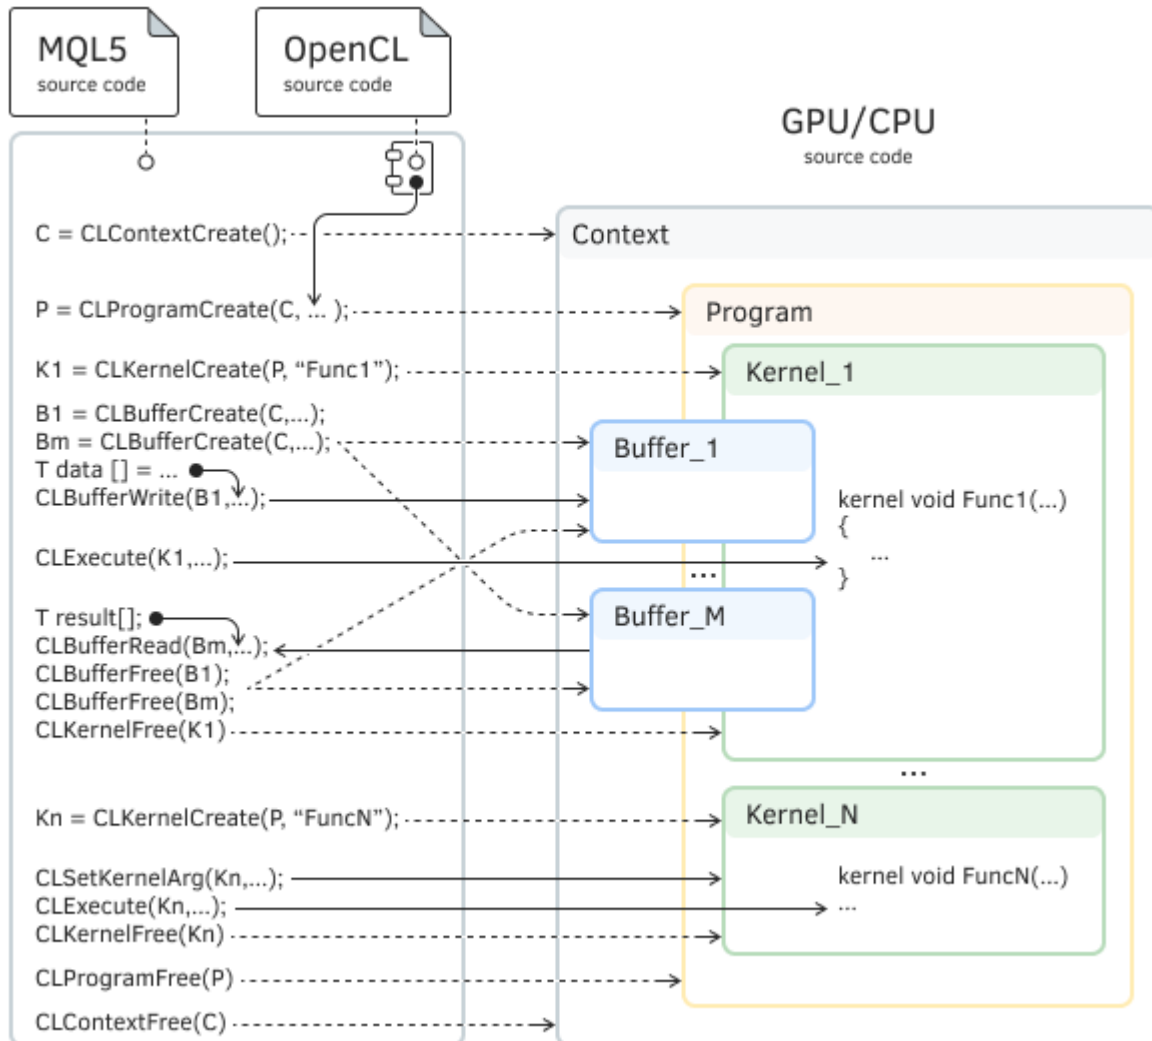 MQL5
source code
OpenCL
source code
GPU/CPU
source code
C = CLContextCreate();
Context
P = CLProgramCreate(C, ... );
Program
K1 = CLKernelCreate(P, “Func1”);
Kernel_1
B1 = CLBufferCreate(C,...);
Bm = CLBufferCreate(C,...);
Buffer_1
T data [] = ...
CLBufferWrite(B1,...);
kernel void Func1(...)
{
...
}
CLExecute(K1,...);
...
T result[];
Buffer_M
CLBufferRead(Bm,...);
CLBufferFree(B1);
CLBufferFree(Bm);
CLKernelFree(K1)
...
Kn = CLKernelCreate(P, “FuncN”);
Kernel_N
CLSetKernelArg(Kn,...);
kernel void FuncN(...)
CLExecute(Kn,...);
...
CLKernelFree(Kn)
CLProgramFree(P)
CLContextFree(C)